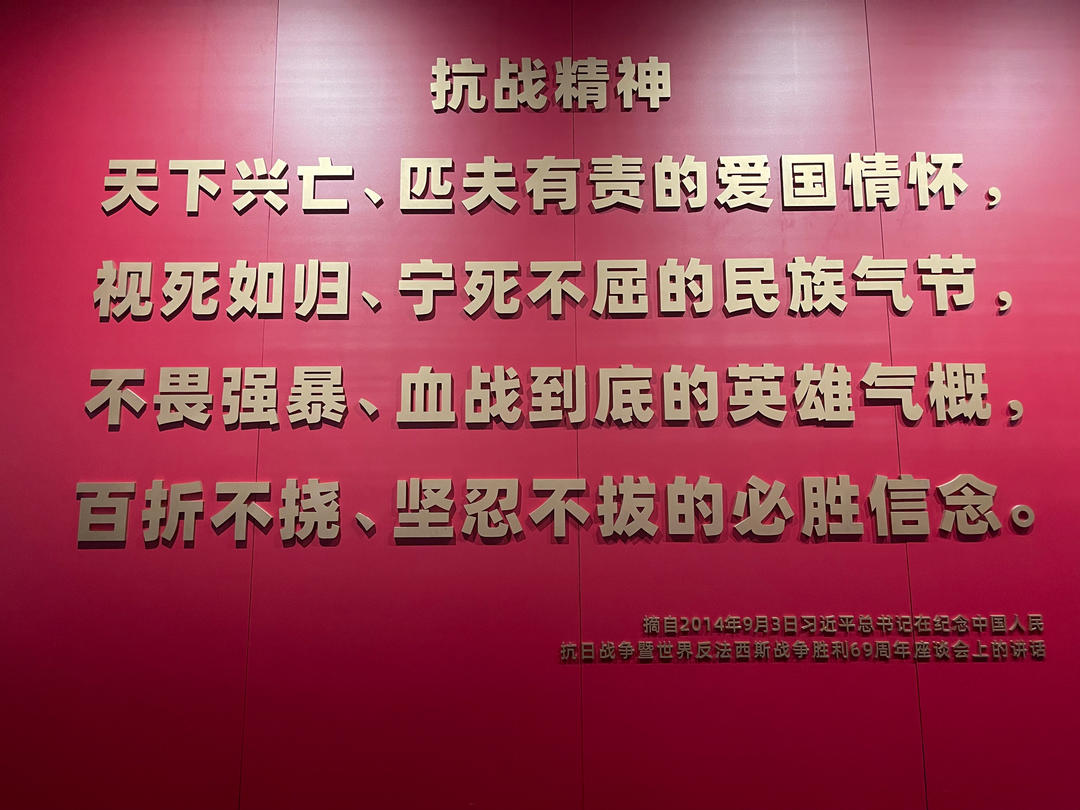 抗战精神
天下兴亡、匹夫有责的爱国情怀，
视死如归、宁死不屈的民族气节，
不畏强暴、血战到底的英雄气概，
百折不挠、坚忍不拔的必胜信念。
摘自2014年9月3日习近平总书记在纪念中国人民
抗日战争暨世界反法西斯战争胜利69周年座谈会上的讲话